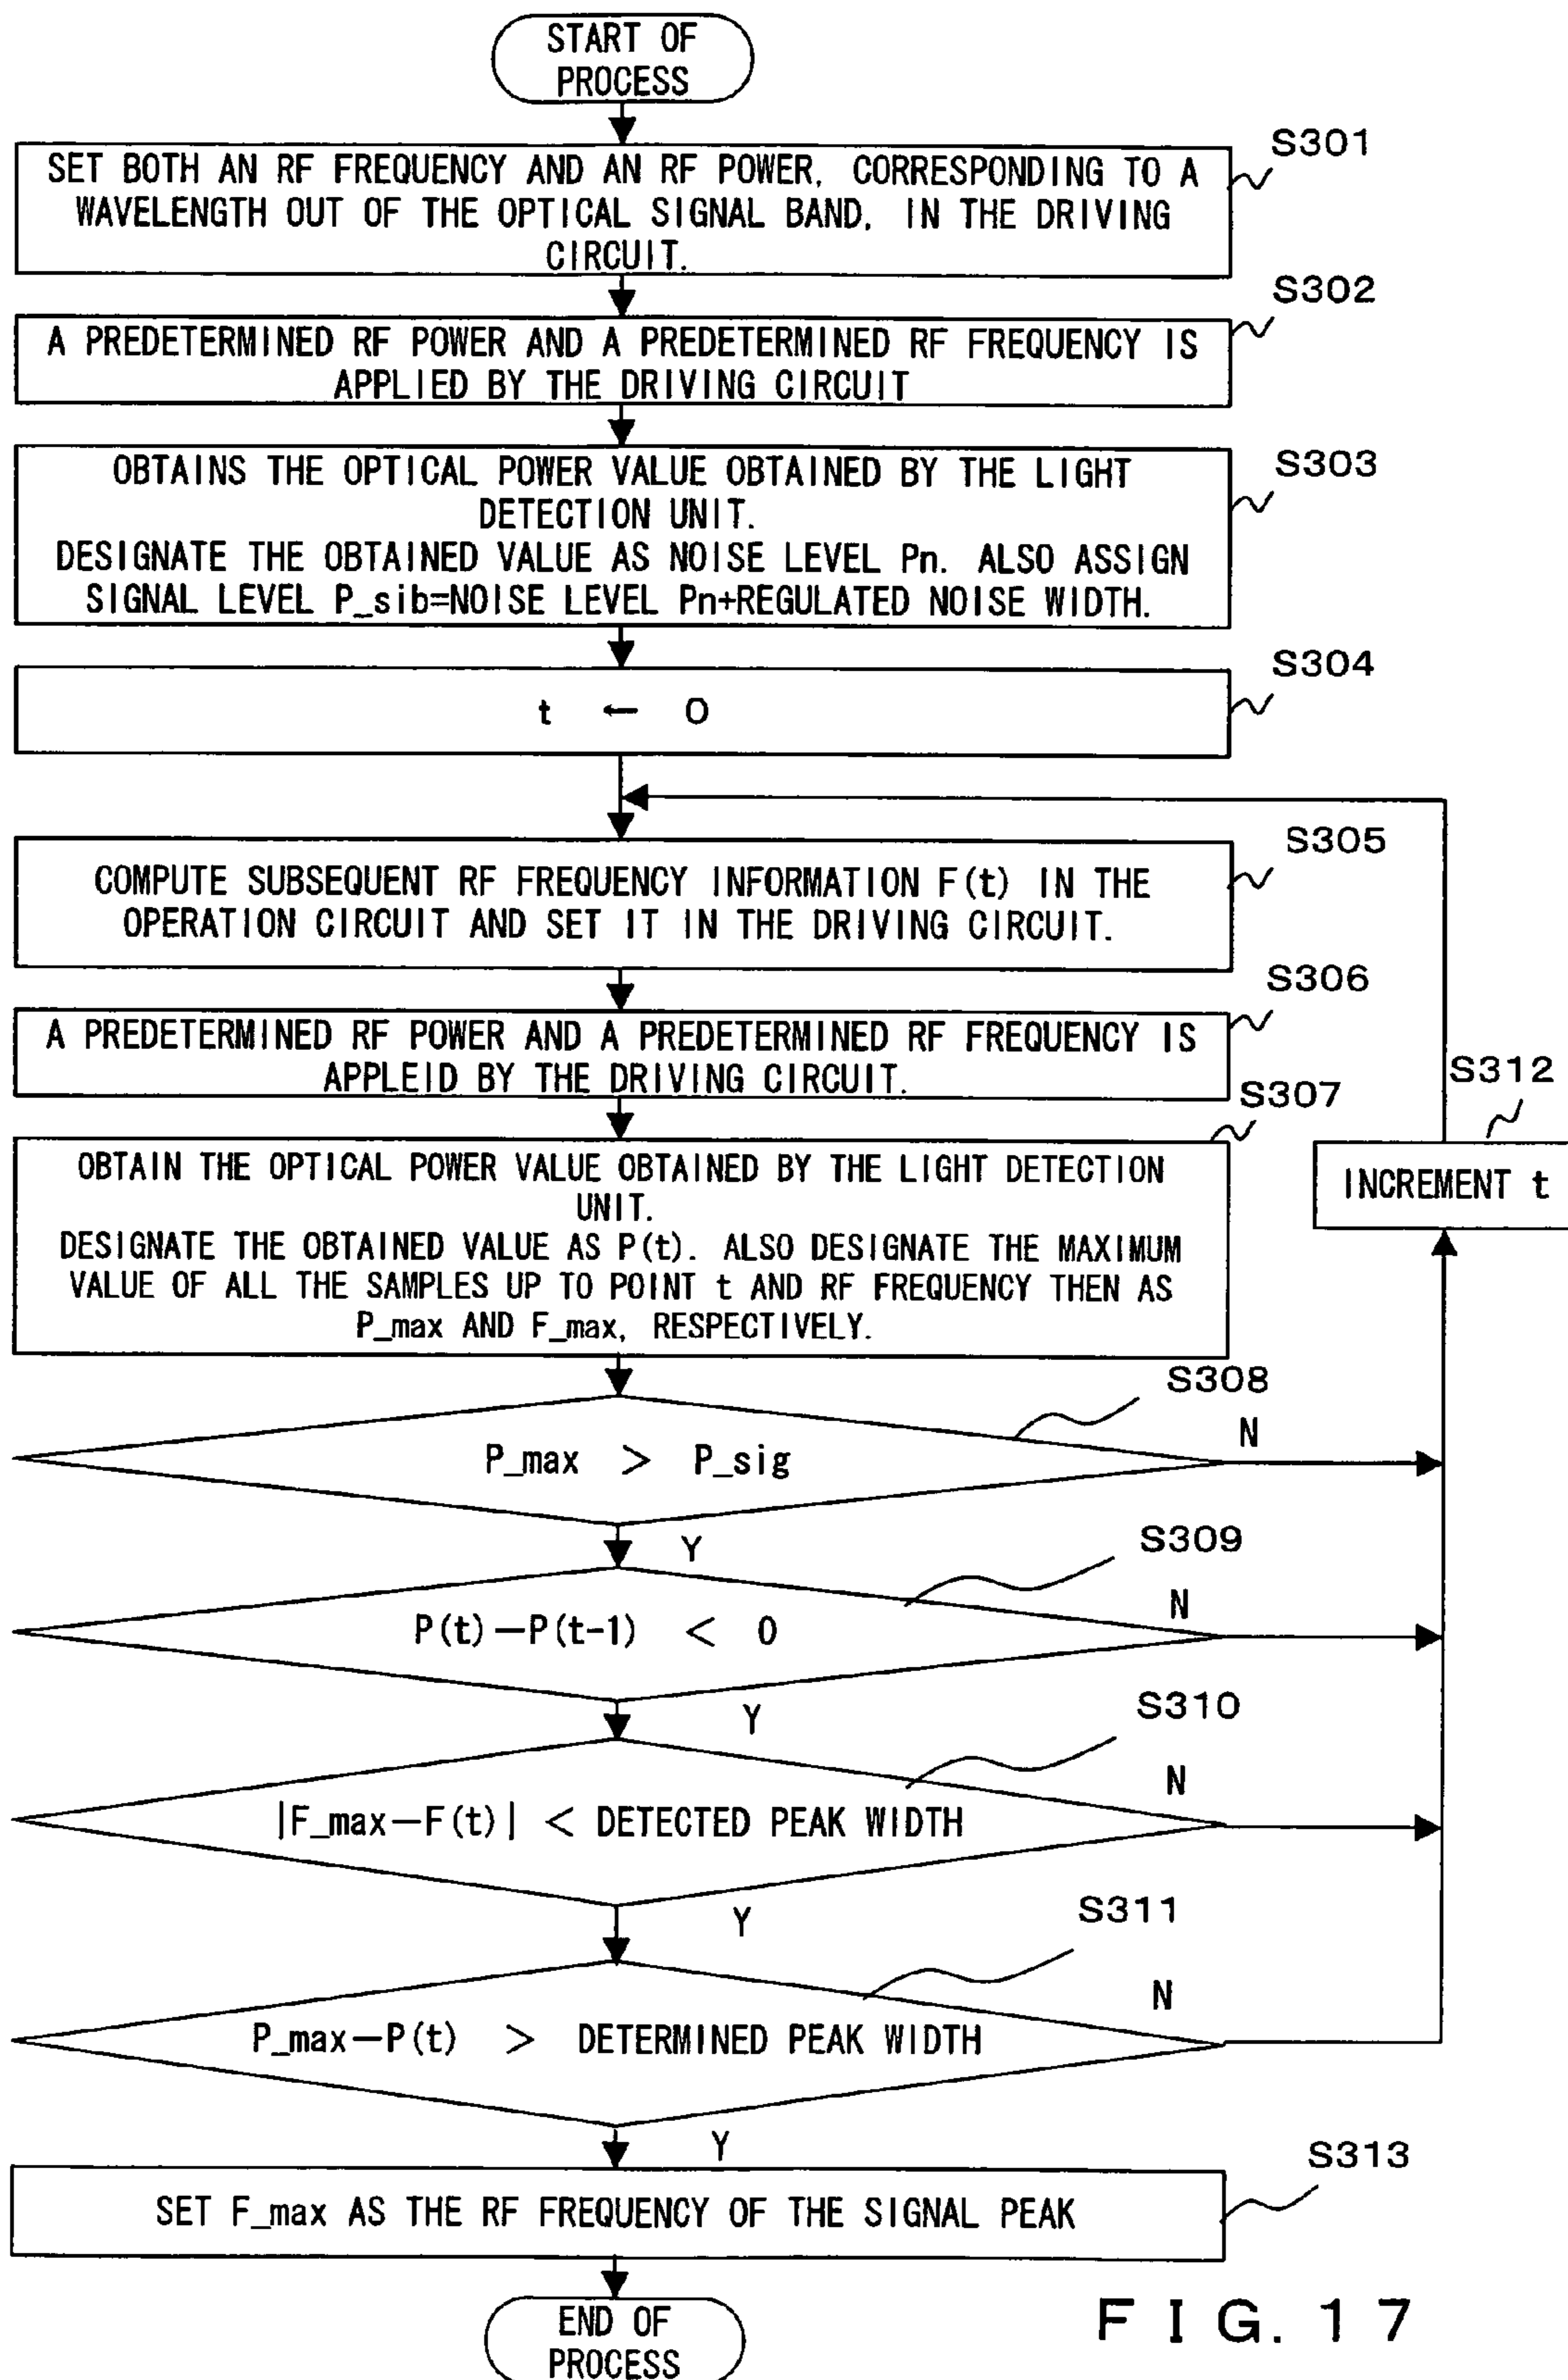 START OF
PROCESS
S301
SET BOTH AN RF FREQUENCY AND AN RF POWER, CORRESPONDING TO A
WAVELENGTH OUT OF THE OPTICAL SIGNAL BAND, IN THE DRIVING
CIRCUIT.
S302
A PREDETERMINED RF POWER AND A PREDETERMINED RF FREQUENCY IS
APPLIED BY THE DRIVING CIRCUIT
S303
OBTAINS THE OPTICAL POWER VALUE OBTAINED BY THE LIGHT
DETECTION UNIT.
DESIGNATE THE OBTAINED VALUE AS NOISE LEVEL Pn. ALSO ASSIGN
SIGNAL LEVEL P_sib=NOISE LEVEL Pn+REGULATED NOISE WIDTH.
S304
t ← 0
S305
COMPUTE SUBSEQUENT RF FREQUENCY INFORMATION F(t) IN THE
OPERATION CIRCUIT AND SET IT IN THE DRIVING CIRCUIT.
S306
A PREDETERMINED RF POWER AND A PREDETERMINED RF FREQUENCY IS
APPLEID BY THE DRIVING CIRCUIT.
S312
INCREMENT t
S307
OBTAIN THE OPTICAL POWER VALUE OBTAINED BY THE LIGHT DETECTION
UNIT.
DESIGNATE THE OBTAINED VALUE AS P(t). ALSO DESIGNATE THE MAXIMUM
VALUE OF ALL THE SAMPLES UP TO POINT t AND RF FREQUENCY THEN AS
P_max AND F_max, RESPECTIVELY.
S308
P_max > P_sig
N
Y
S309
P(t)-P(t-1) < 0
N
Y
S310
|F_max-F(t)| < DETECTED PEAK WIDTH
N
Y
S311
P_max-P(t) > DETERMINED PEAK WIDTH
N
Y
S313
SET F_max AS THE RF FREQUENCY OF THE SIGNAL PEAK
END OF
PROCESS
FIG. 17